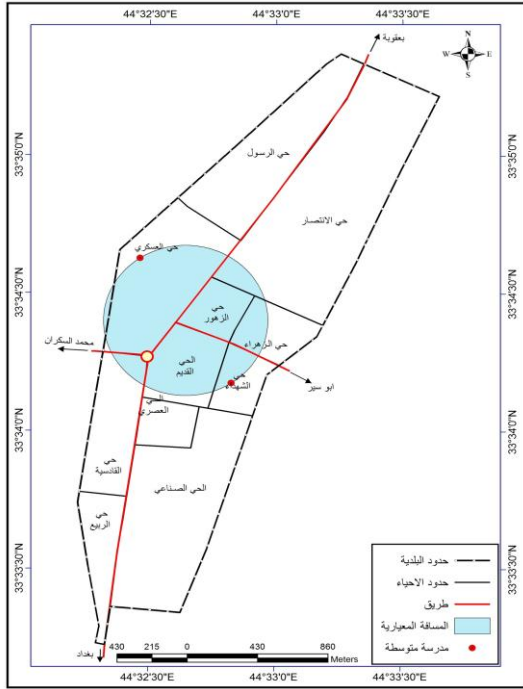 44°32'30"E
44°33'0"E
44°33'30"E
بعقوبة
N
W
E
S
33°35'0"N
33°35'0"N
حي الرسول
حي الانتصار
حي العسكري
33°34'30"N
33°34'30"N
حي
الزهور
محمد السكران
حي الزهراء
الحي
القديم
حي
الشهداء
ابو سير
الحي
العصري
33°34'0"N
33°34'0"N
حي
القادسية
الحي الصناعي
حي
الربيع
33°33'30"N
33°33'30"N
حدود البلدية
حدود الاحياء
طريق
المسافة المعيارية
مدرسة متوسطة
430
215
0
430
860
Meters
بغداد
44°32'30"E
44°33'0"E
44°33'30"E